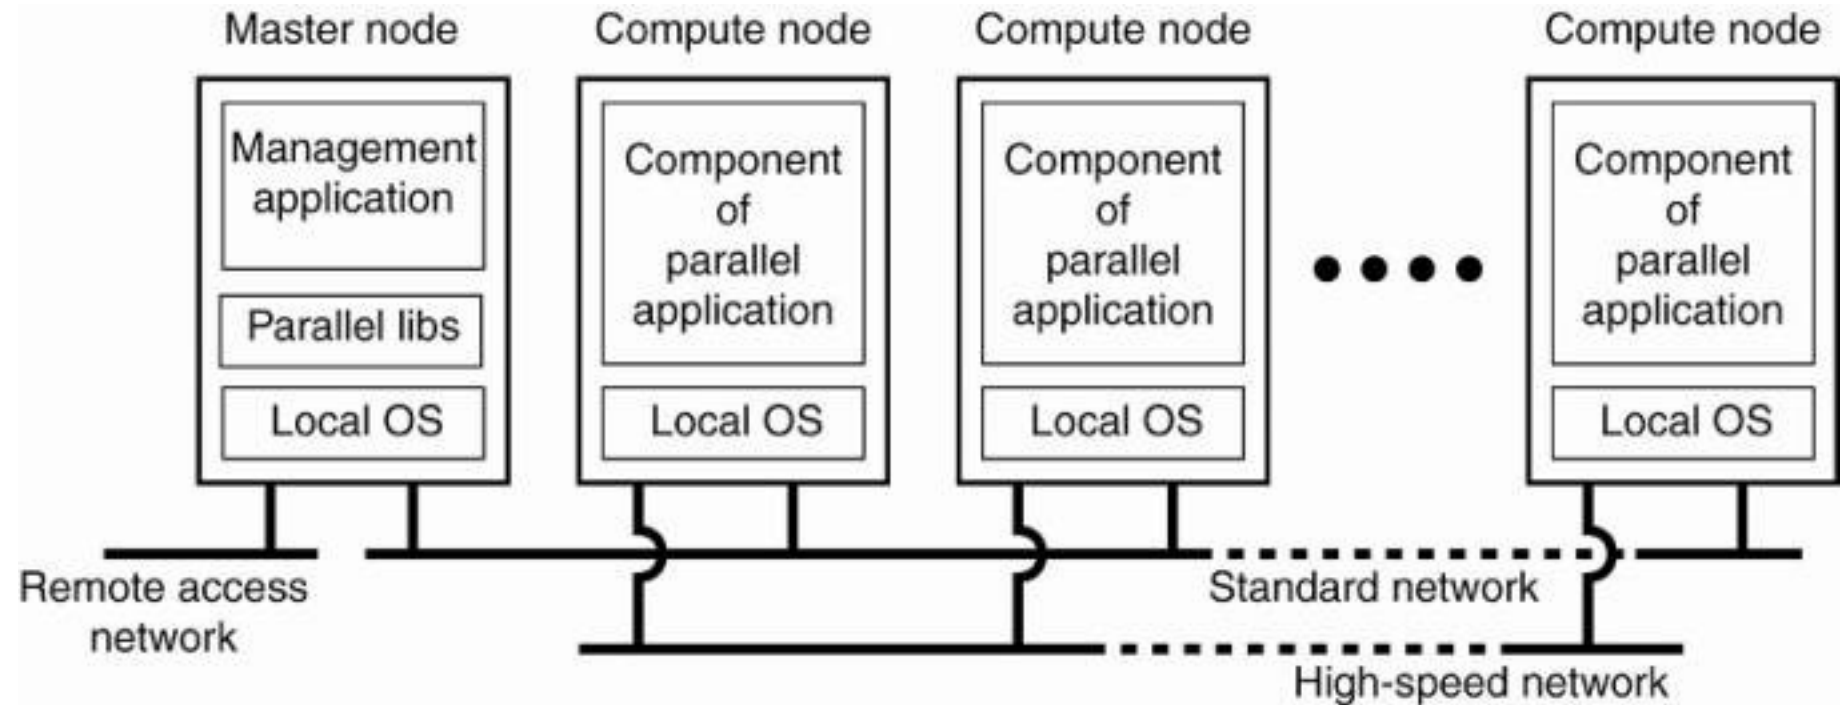 Master node
Compute node
Compute node
Compute node
Management
application
Parallel libs
Local OS
Component
of
parallel
application
Local OS
Component
of
parallel
application
Local OS
Component
of
parallel
application
Local OS
Remote access
network
Standard network
High-speed network